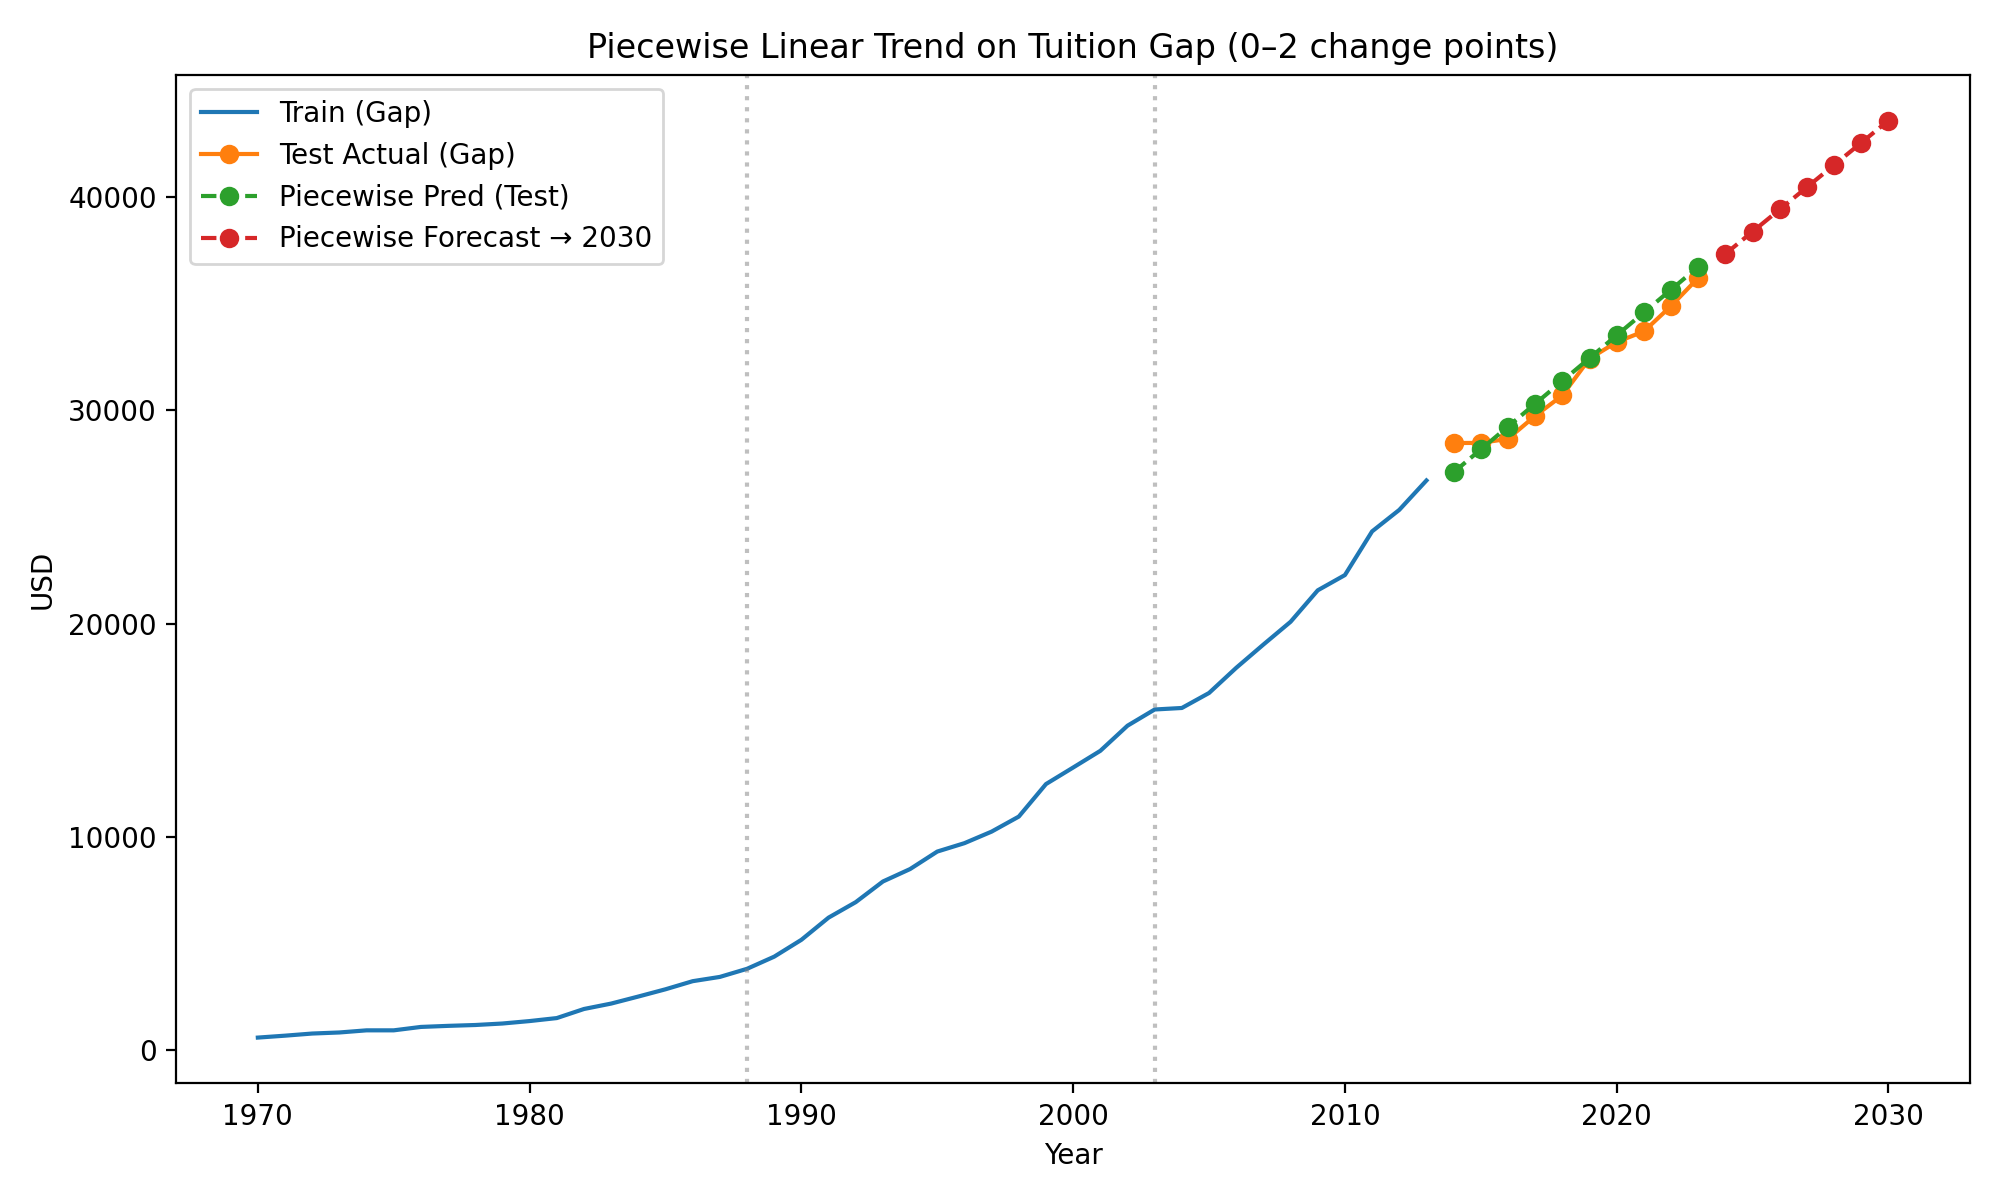 Piecewise Linear Trend on Tuition Gap (0–2 change points)
Train (Gap)
Test Actual (Gap)
Piecewise Pred (Test)
Piecewise Forecast → 2030
40000
30000
20000
10000
0
USD
1970 1980 1990 2000 2010 2020 2030
Year